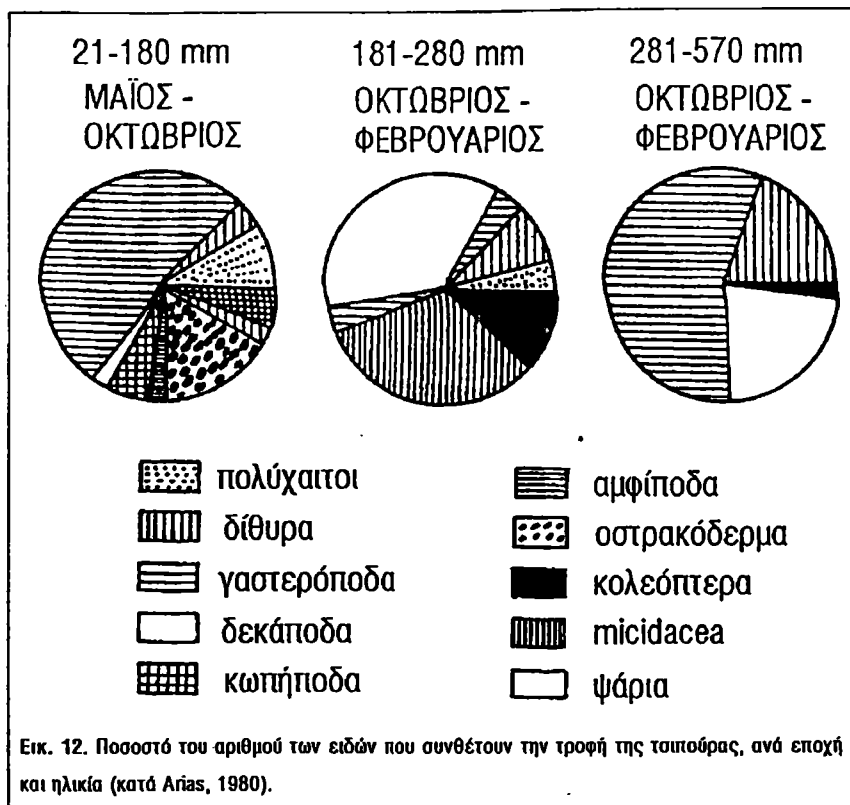 21-180 mm
ΜΑΪΟΣ -
ΟΚΤΩΒΡΙΟΣ
181-280 mm
ΟΚΤΩΒΡΙΟΣ -
ΦΕΒΡΟΥΑΡΙΟΣ
281-570 mm
ΟΚΤΩΒΡΙΟΣ -
ΦΕΒΡΟΥΑΡΙΟΣ
πολύχαιτοι
δίθυρα
γαστερόποδα
δεκάποδα
κωπήποδα
αμφίποδα
οστρακόδερμα
κολεόπτερα
micidacea
ψάρια
Εικ. 12. Ποσοστό του αριθμού των ειδών που συνθέτουν την τροφή της τσιπούρας, ανά εποχή
και ηλικία (κατά Arias, 1980).